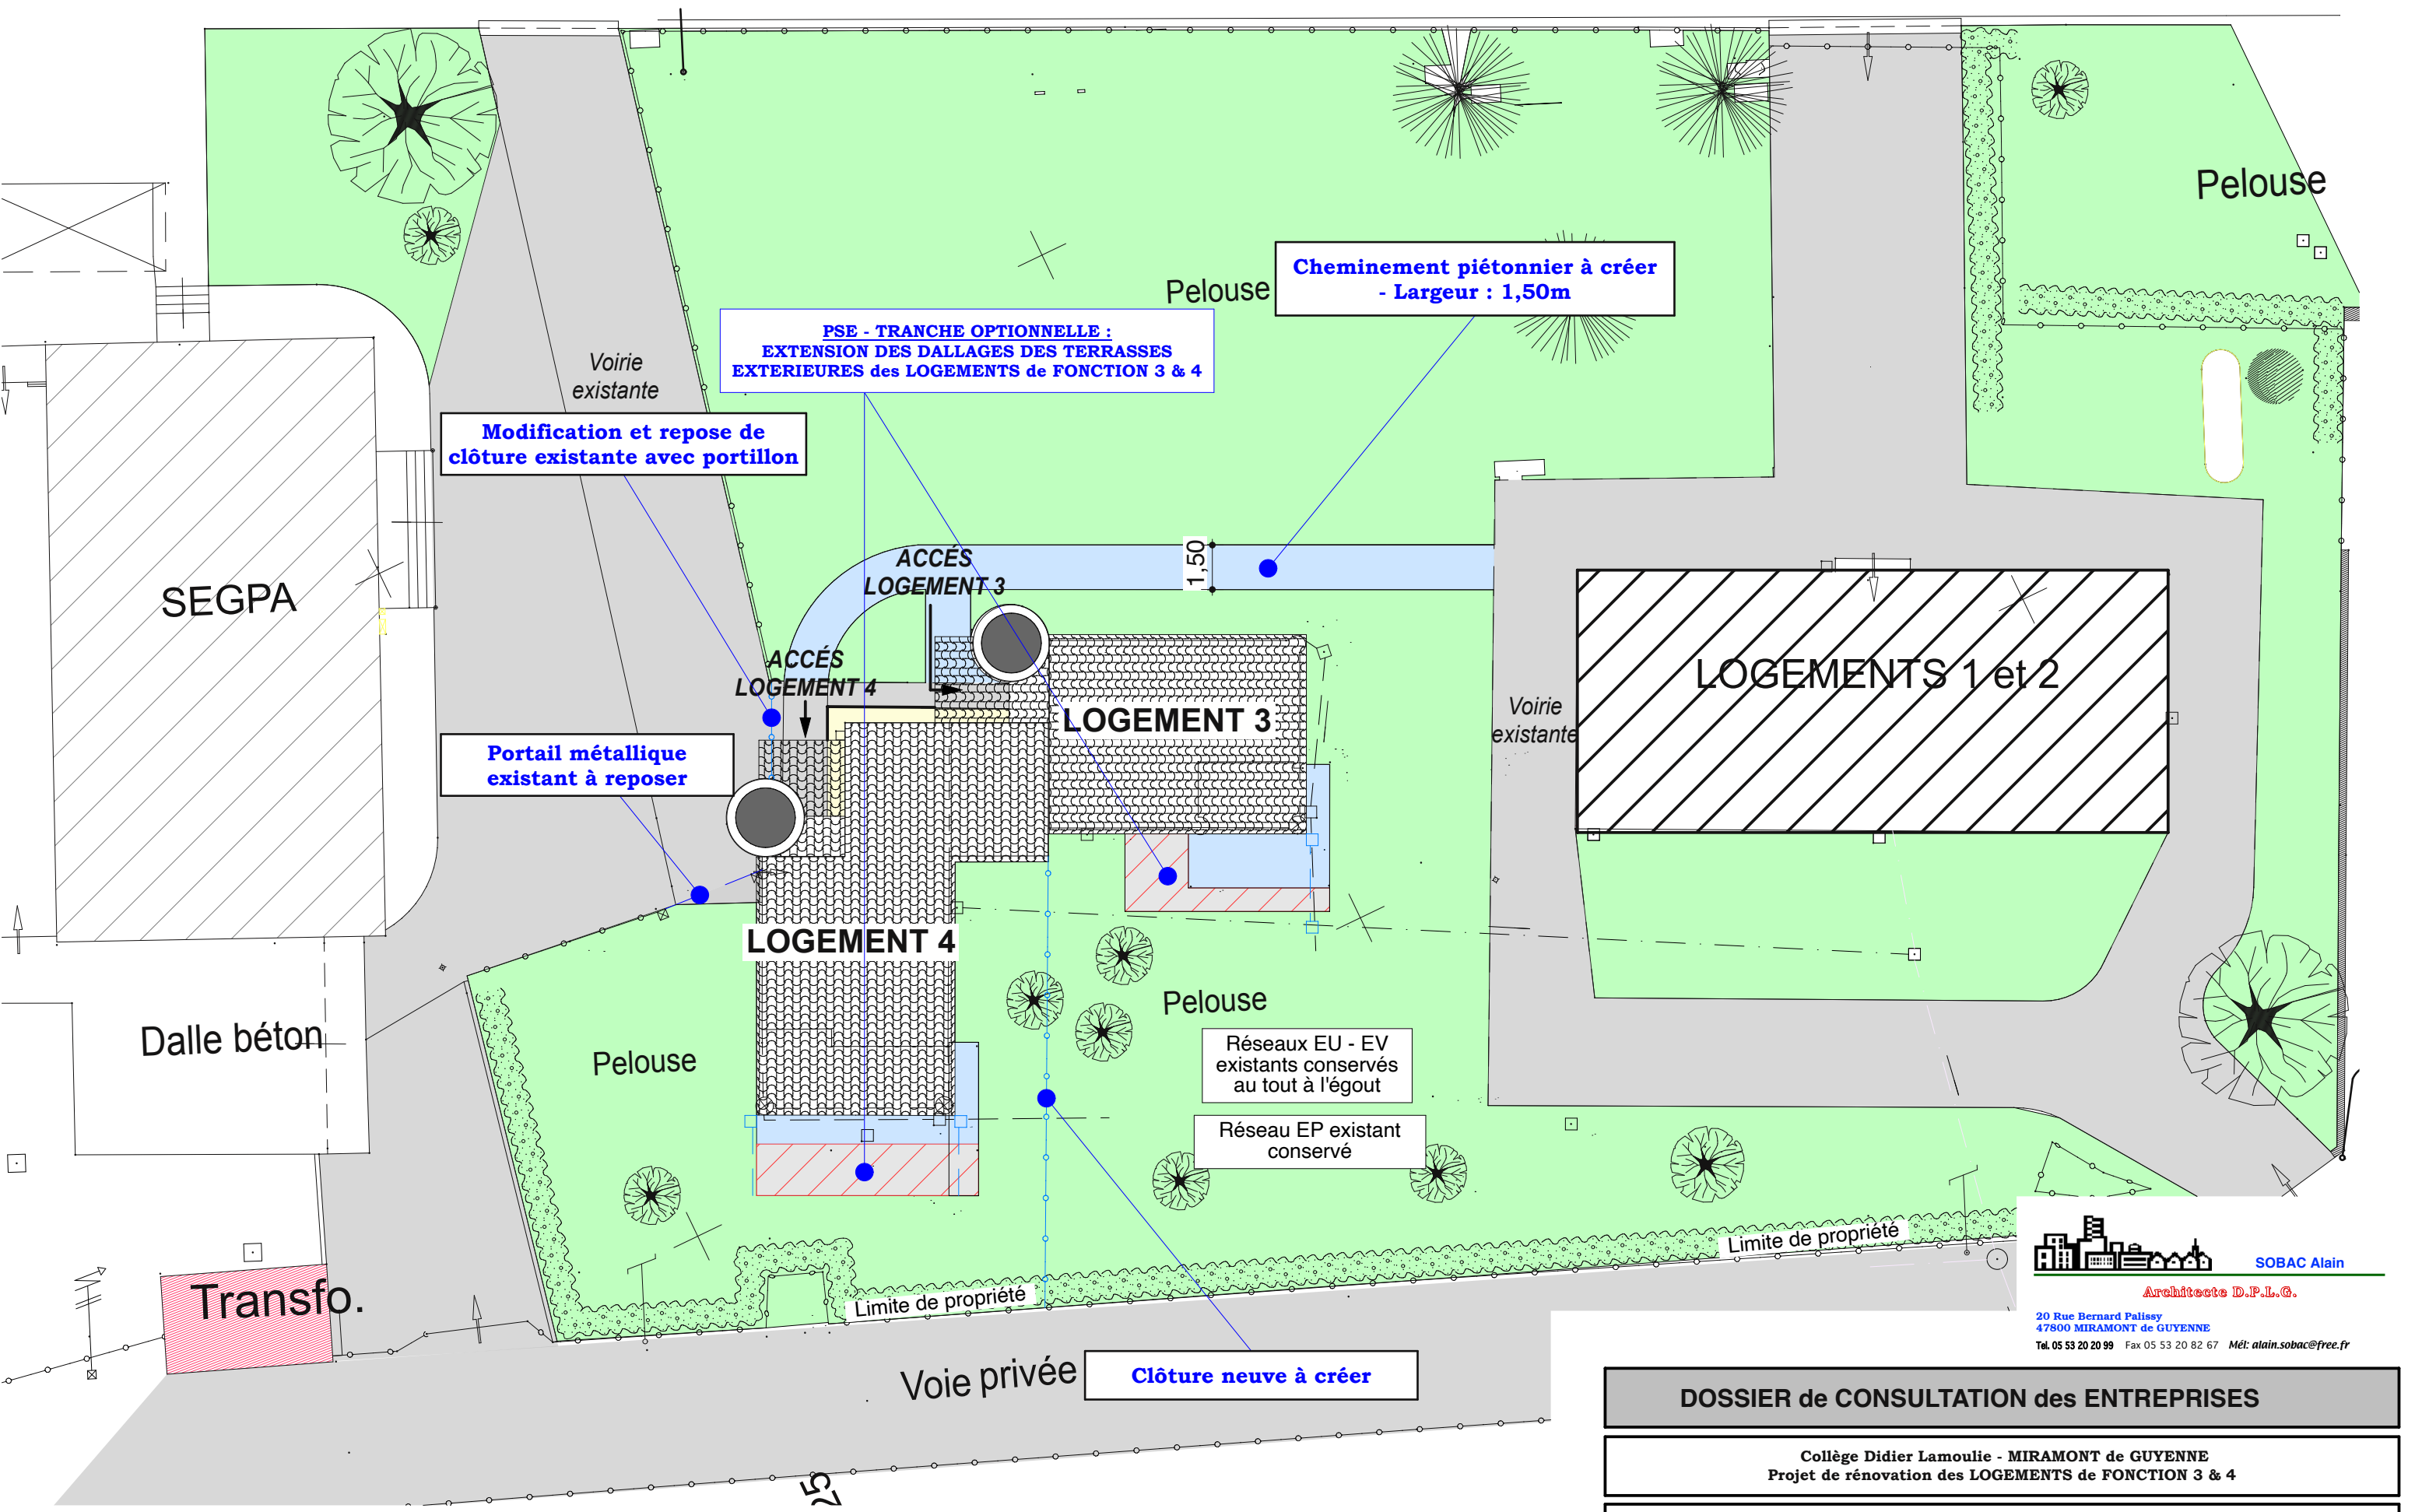 Pelouse
Cheminement piétonnier à créer
- Largeur : 1,50m
Pelouse
PSE - TRANCHE OPTIONNELLE :
EXTENSION DES DALLAGES DES TERRASSES
EXTERIEURES des LOGEMENTS de FONCTION 3 & 4
Voirie
existante
Modification et repose de
clôture existante avec portillon
ACCÉS
LOGEMENT 3
1,50
SEGPA
ACCÉS
LOGEMENT 4
LOGEMENTS 1 et 2
LOGEMENT 3
Voirie
existante
Portail métallique
existant à reposer
LOGEMENT 4
Pelouse
Dalle béton
Pelouse
Réseaux EU - EV
existants conservés
au tout à l'égout
Réseau EP existant
conservé
Limite de propriété
Limite de propriété
Transfo.
Voie privée
Clôture neuve à créer
SOBAC Alain
Architecte D.P.L.G.
20 Rue Bernard Palissy
47800 MIRAMONT de GUYENNE
Tel. 05 53 20 20 99 Fax 05 53 20 82 67 Mél: alain.sobac@free.fr
DOSSIER de CONSULTATION des ENTREPRISES
Collège Didier Lamoulie - MIRAMONT de GUYENNE
Projet de rénovation des LOGEMENTS de FONCTION 3 & 4